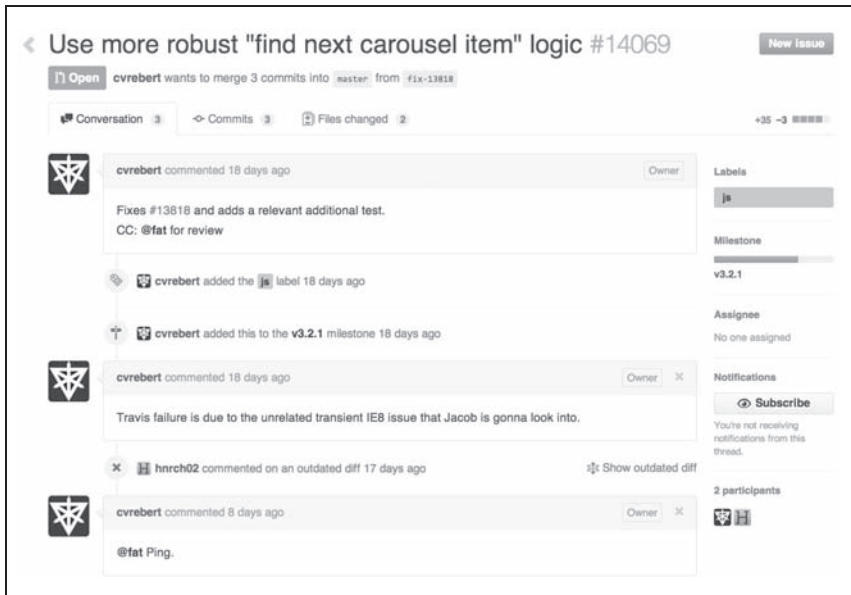 Use more robust "find next carousel item" logic #14069
New issue
Open cvrebert wants to merge 3 commits into master from fix-13818
Conversation 3 Commits 3 Files changed 2
+35 −3
cvrebert commented 18 days ago
Owner
Fixes #13818 and adds a relevant additional test.
CC: @fat for review
cvrebert added the js label 18 days ago
cvrebert added this to the v3.2.1 milestone 18 days ago
cvrebert commented 18 days ago
Owner
Travis failure is due to the unrelated transient IE8 issue that Jacob is gonna look into.
H hnrch02 commented on an outdated diff 17 days ago
Show outdated diff
cvrebert commented 8 days ago
Owner
@fat Ping.
Labels
js
Milestone
v3.2.1
Assignee
No one assigned
Notifications
Subscribe
You're not receiving
notifications from this
thread.
2 participants
H